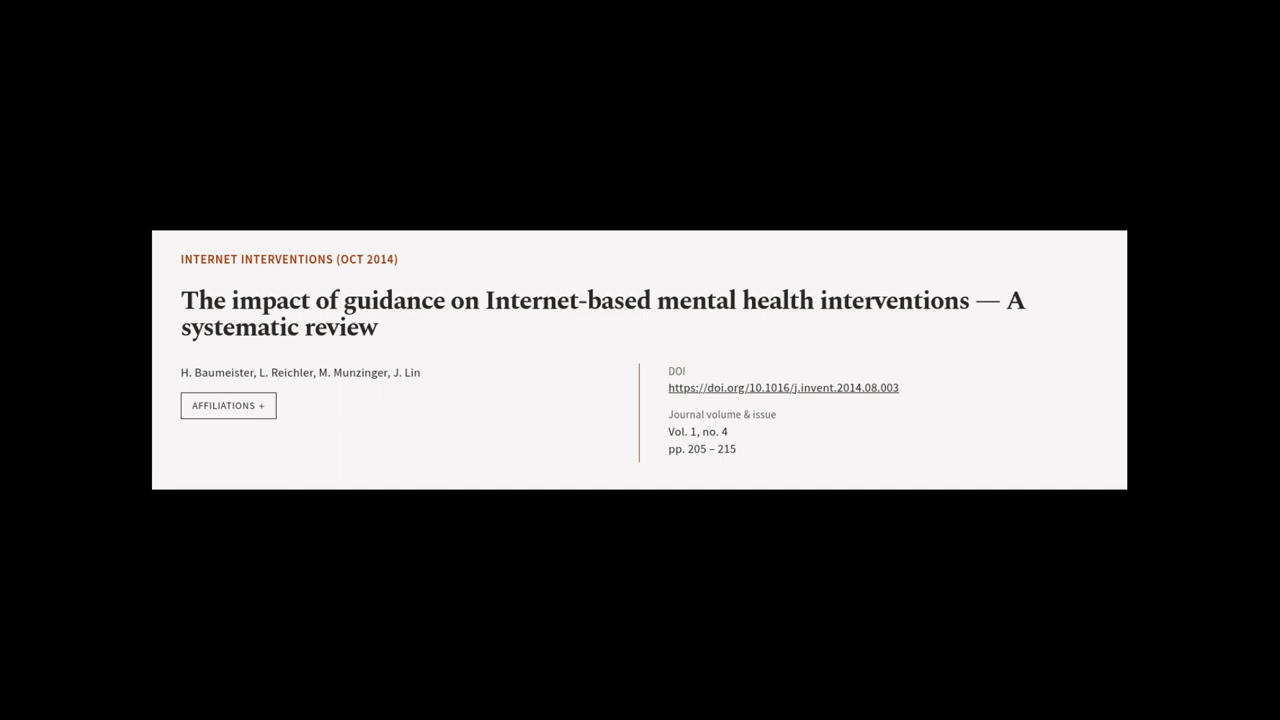 INTERNET INTERVENTIONS (OCT 2014)
The impact of guidance on Internet-based mental health interventions — A
systematic review
H. Baumeister, L. Reichler, M. Munzinger, J. Lin
AFFILIATIONS +
DOI
https://doi.org/10.1016/j.invent.2014.08.003
Journal volume & issue
Vol. 1, no. 4
pp. 205 – 215